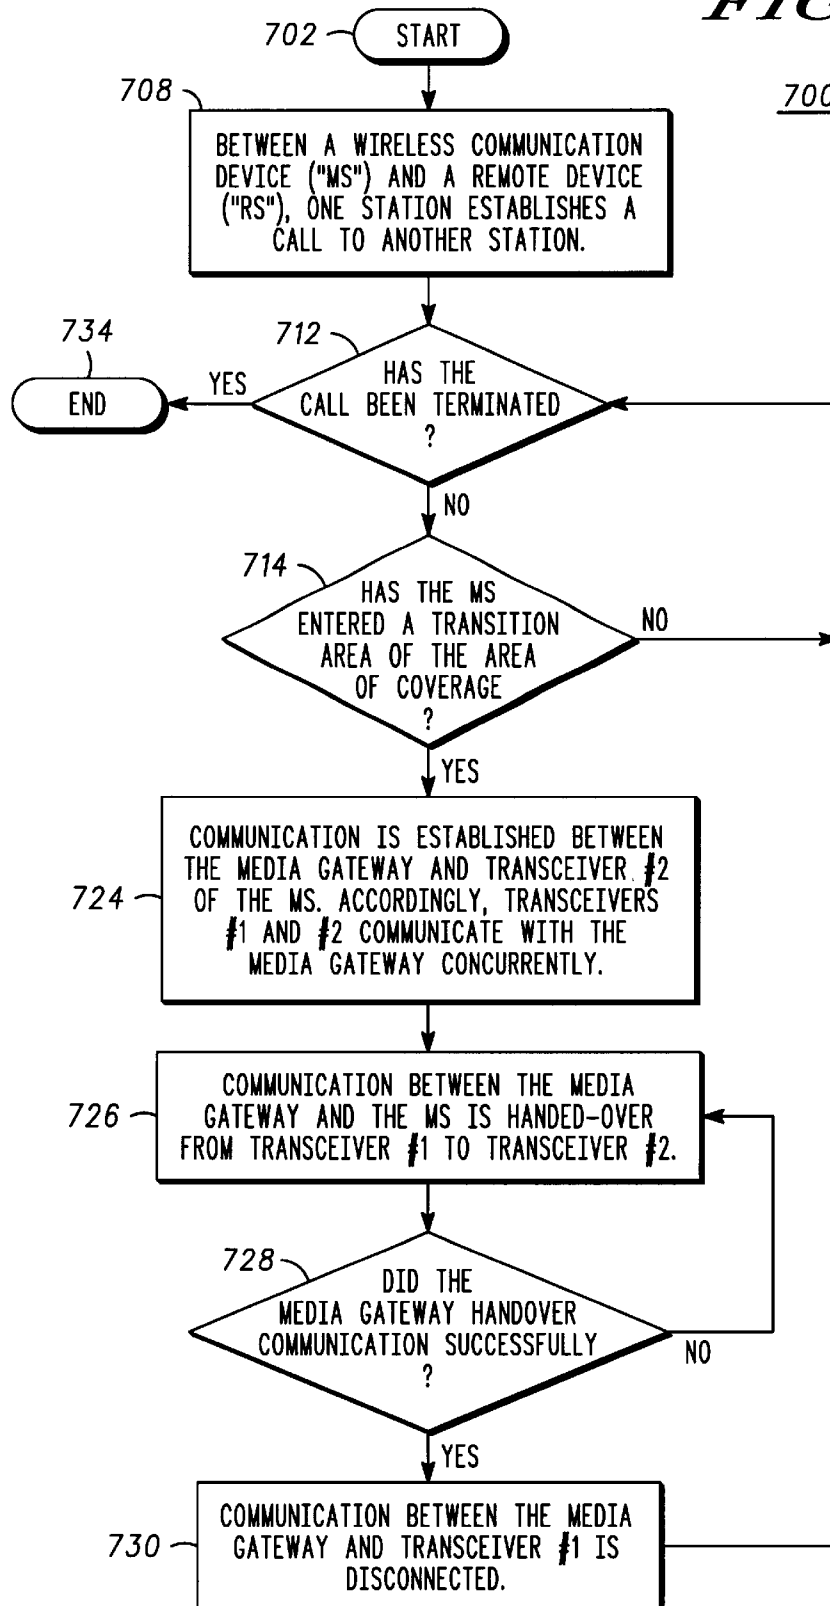 FIG
700
702
START
708
BETWEEN A WIRELESS COMMUNICATION
DEVICE ("MS") AND A REMOTE DEVICE
("RS"), ONE STATION ESTABLISHES A
CALL TO ANOTHER STATION.
734
END
YES
712
HAS THE
CALL BEEN TERMINATED
?
NO
714
HAS THE MS
ENTERED A TRANSITION
AREA OF THE AREA
OF COVERAGE
?
NO
YES
724
COMMUNICATION IS ESTABLISHED BETWEEN
THE MEDIA GATEWAY AND TRANSCEIVER #2
OF THE MS. ACCORDINGLY, TRANSCEIVERS
#1 AND #2 COMMUNICATE WITH THE
MEDIA GATEWAY CONCURRENTLY.
726
COMMUNICATION BETWEEN THE MEDIA
GATEWAY AND THE MS IS HANDED-OVER
FROM TRANSCEIVER #1 TO TRANSCEIVER #2.
728
DID THE
MEDIA GATEWAY HANDOVER
COMMUNICATION SUCCESSFULLY
?
NO
YES
730
COMMUNICATION BETWEEN THE MEDIA
GATEWAY AND TRANSCEIVER #1 IS
DISCONNECTED.